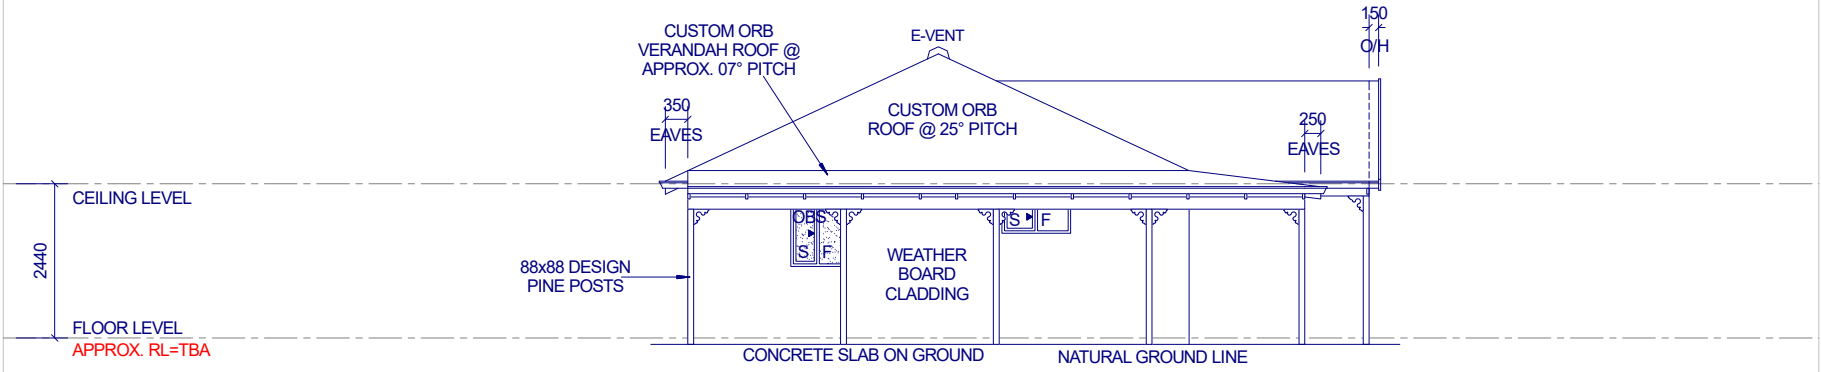 150
O/H
CUSTOM ORB
VERANDAH ROOF @
APPROX. 07° PITCH
E-VENT
350
EAVES
CUSTOM ORB
ROOF @ 25° PITCH
250
EAVES
CEILING LEVEL
OBS
S F
S F
2440
88x88 DESIGN
PINE POSTS
WEATHER
BOARD
CLADDING
FLOOR LEVEL
APPROX. RL=TBA
CONCRETE SLAB ON GROUND
NATURAL GROUND LINE